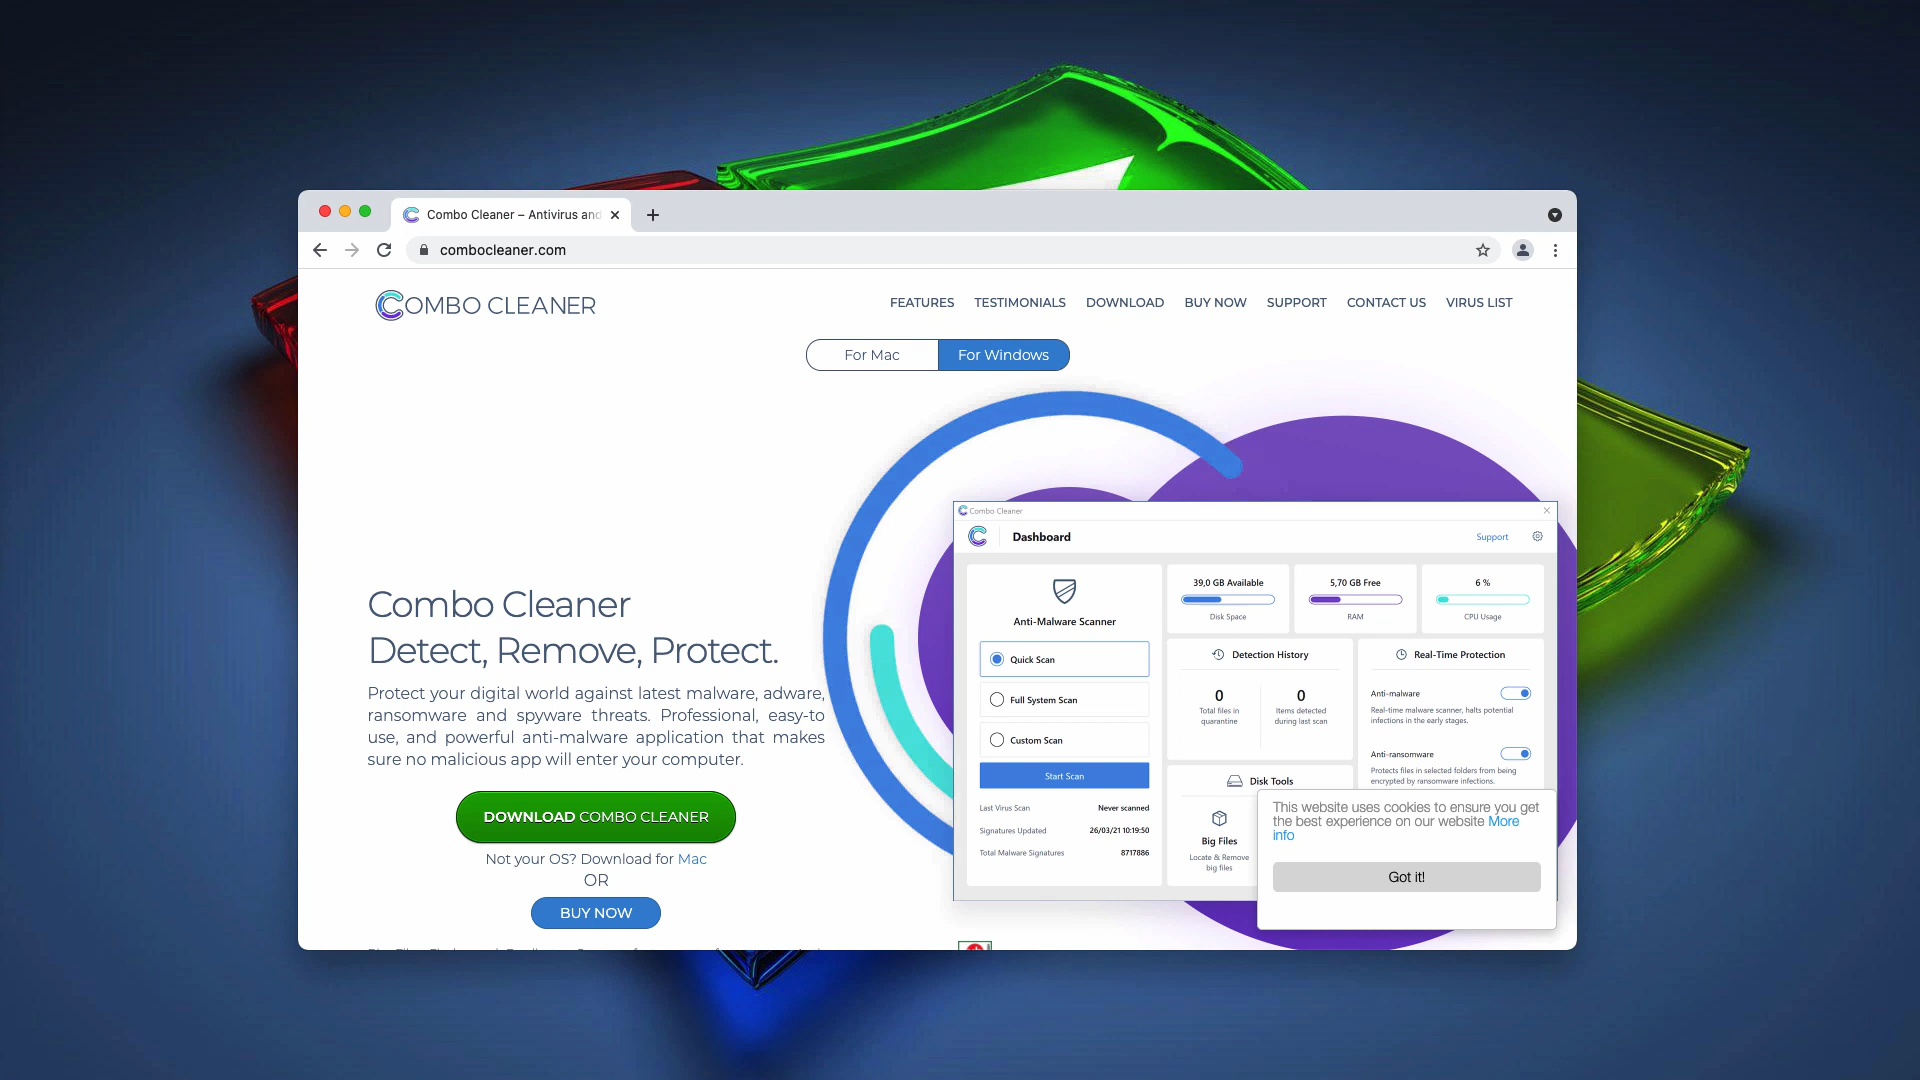 Combo Cleaner – Antivirus and
combocleaner.com
COMBO CLEANER
FEATURES TESTIMONIALS DOWNLOAD BUY NOW SUPPORT CONTACT US VIRUS LIST
For Mac For Windows
Combo Cleaner
Detect, Remove, Protect.
Protect your digital world against latest malware, adware,
ransomware and spyware threats. Professional, easy-to
use, and powerful anti-malware application that makes
sure no malicious app will enter your computer.
DOWNLOAD COMBO CLEANER
Not your OS? Download for Mac
OR
BUY NOW
Combo Cleaner
Dashboard
Support
Anti-Malware Scanner
Quick Scan
Full System Scan
Custom Scan
Start Scan
Last Virus Scan Never scanned
Signatures Updated 26/03/21 10:19:50
Total Malware Signatures 8717886
39,0 GB Available
Disk Space
5,70 GB Free
RAM
6 %
CPU Usage
Detection History
0
Total files in
quarantine
0
Items detected
during last scan
Real-Time Protection
Anti-malware
Real-time malware scanner, halts potential
infections in the early stages.
Anti-ransomware
Protects files in selected folders from being
encrypted by ransomware infections.
Disk Tools
Big Files
Locate & Remove
big files
This website uses cookies to ensure you get
the best experience on our website More
info
Got it!